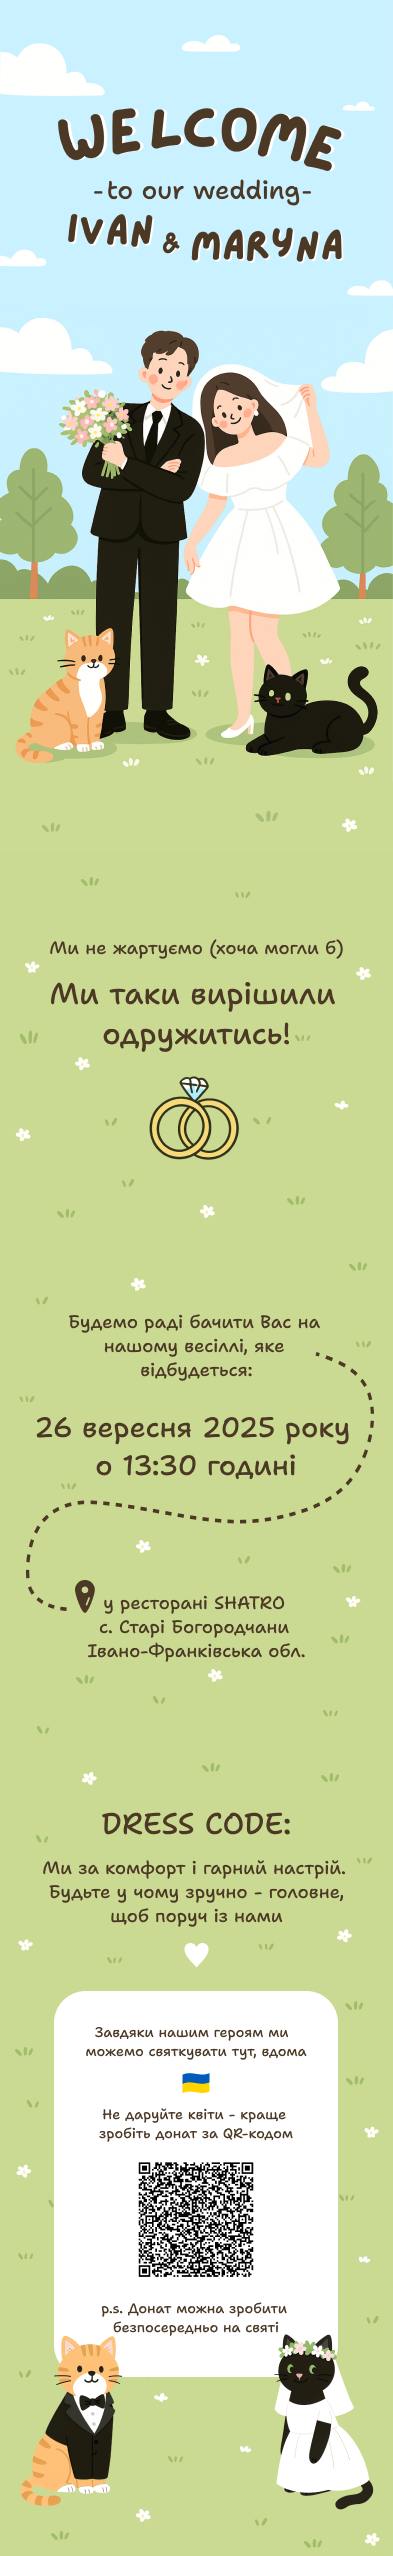 WELCOME
-to our wedding-
IVAN & MARYNA
Ми не жартуємо (хоча могли б)
Ми таки вирішили
одружитись!
Будемо раді бачити Вас на
нашому весіллі, яке
відбудеться:
26 вересня 2025 року
о 13:30 годині
у ресторані SHATRO
с. Старі Богородчани
Івано-Франківська обл.
DRESS CODE:
Ми за комфорт і гарний настрій.
Будьте у чому зручно - головне,
щоб поруч із нами
Завдяки нашим героям ми
можемо святкувати тут, вдома
Не даруйте квіти - краще
зробіть донат за QR-кодом
p.s. Донат можна зробити
безпосередньо на святі